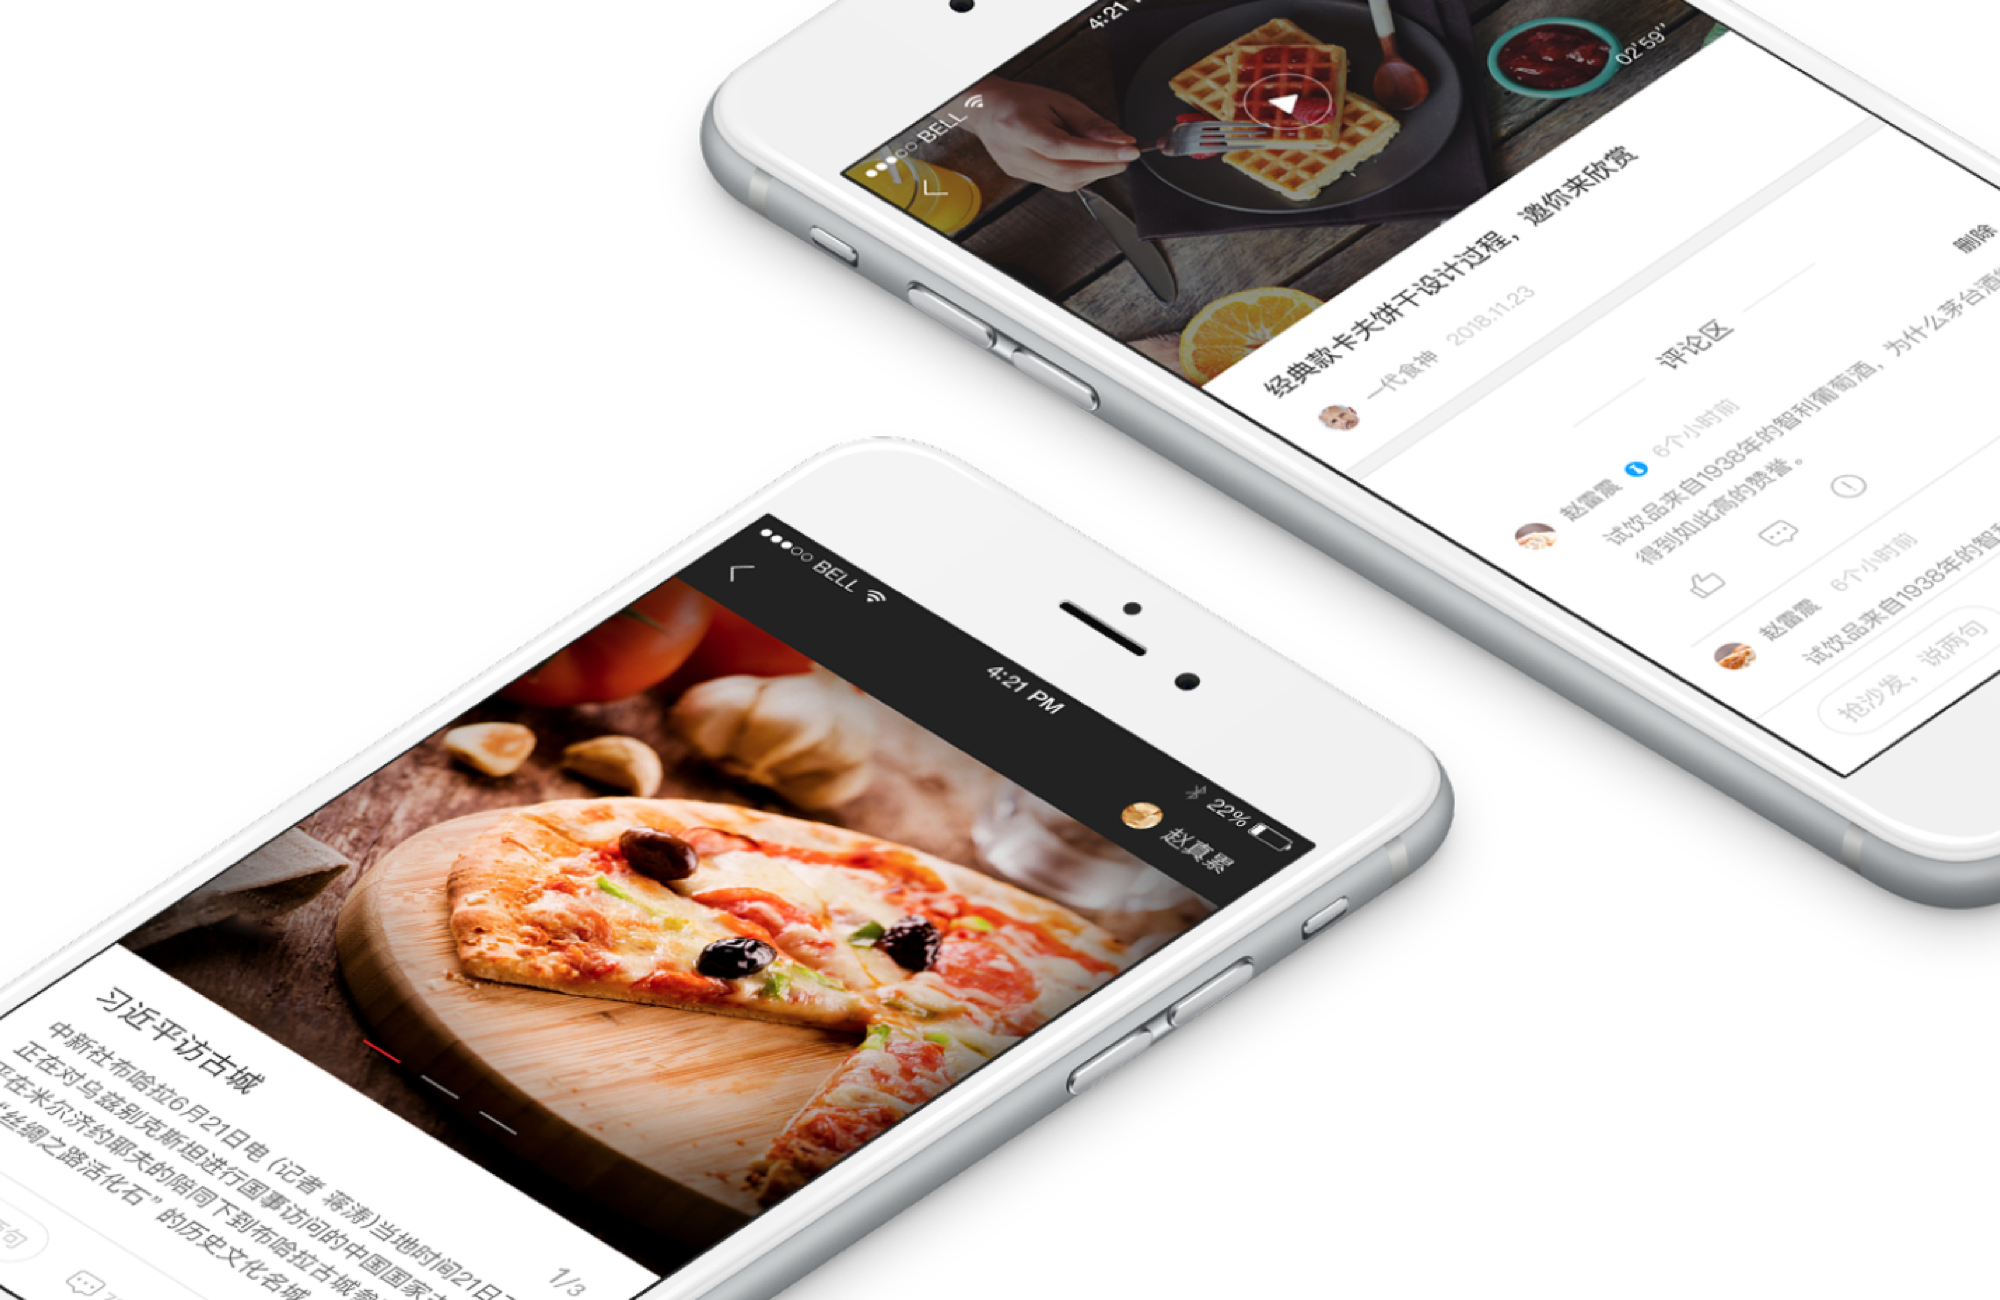 4:21
BELL
02'59''
经典款卡夫饼干设计过程，邀你来欣赏
一代食神 2018.11.23
评论区
删除
赵雷震 6个小时前
试饮品来自1938年的智利葡萄酒，为什么茅台酒
得到如此高的赞誉。
赵雷震 6个小时前
试饮品来自1938年的智
抢沙发，说两句
BELL
4:21 PM
22%
赵真累
习近平访古城
1/3
中新社布哈拉6月21日电 (记者 蒋涛)当地时间21日
正在对乌兹别克斯坦进行国事访问的中国国家
平在米尔济约耶夫的陪同下到布哈拉古城参
“丝绸之路活化石”的历史文化名城
句